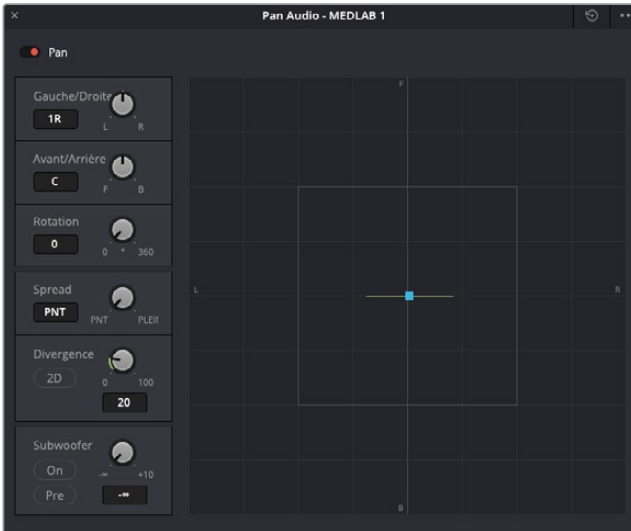 Pan Audio - MEDLAB 1
Pan
Gauche/Droite
1R
L R
Avant/Arrière
C
F B
Rotation
0
0 ° 360
Spread
PNT
PNT PLEIN
Divergence
2D
0 100
20
Subwoofer
On
-∞ +10
Pre
-∞
F
L
R
B